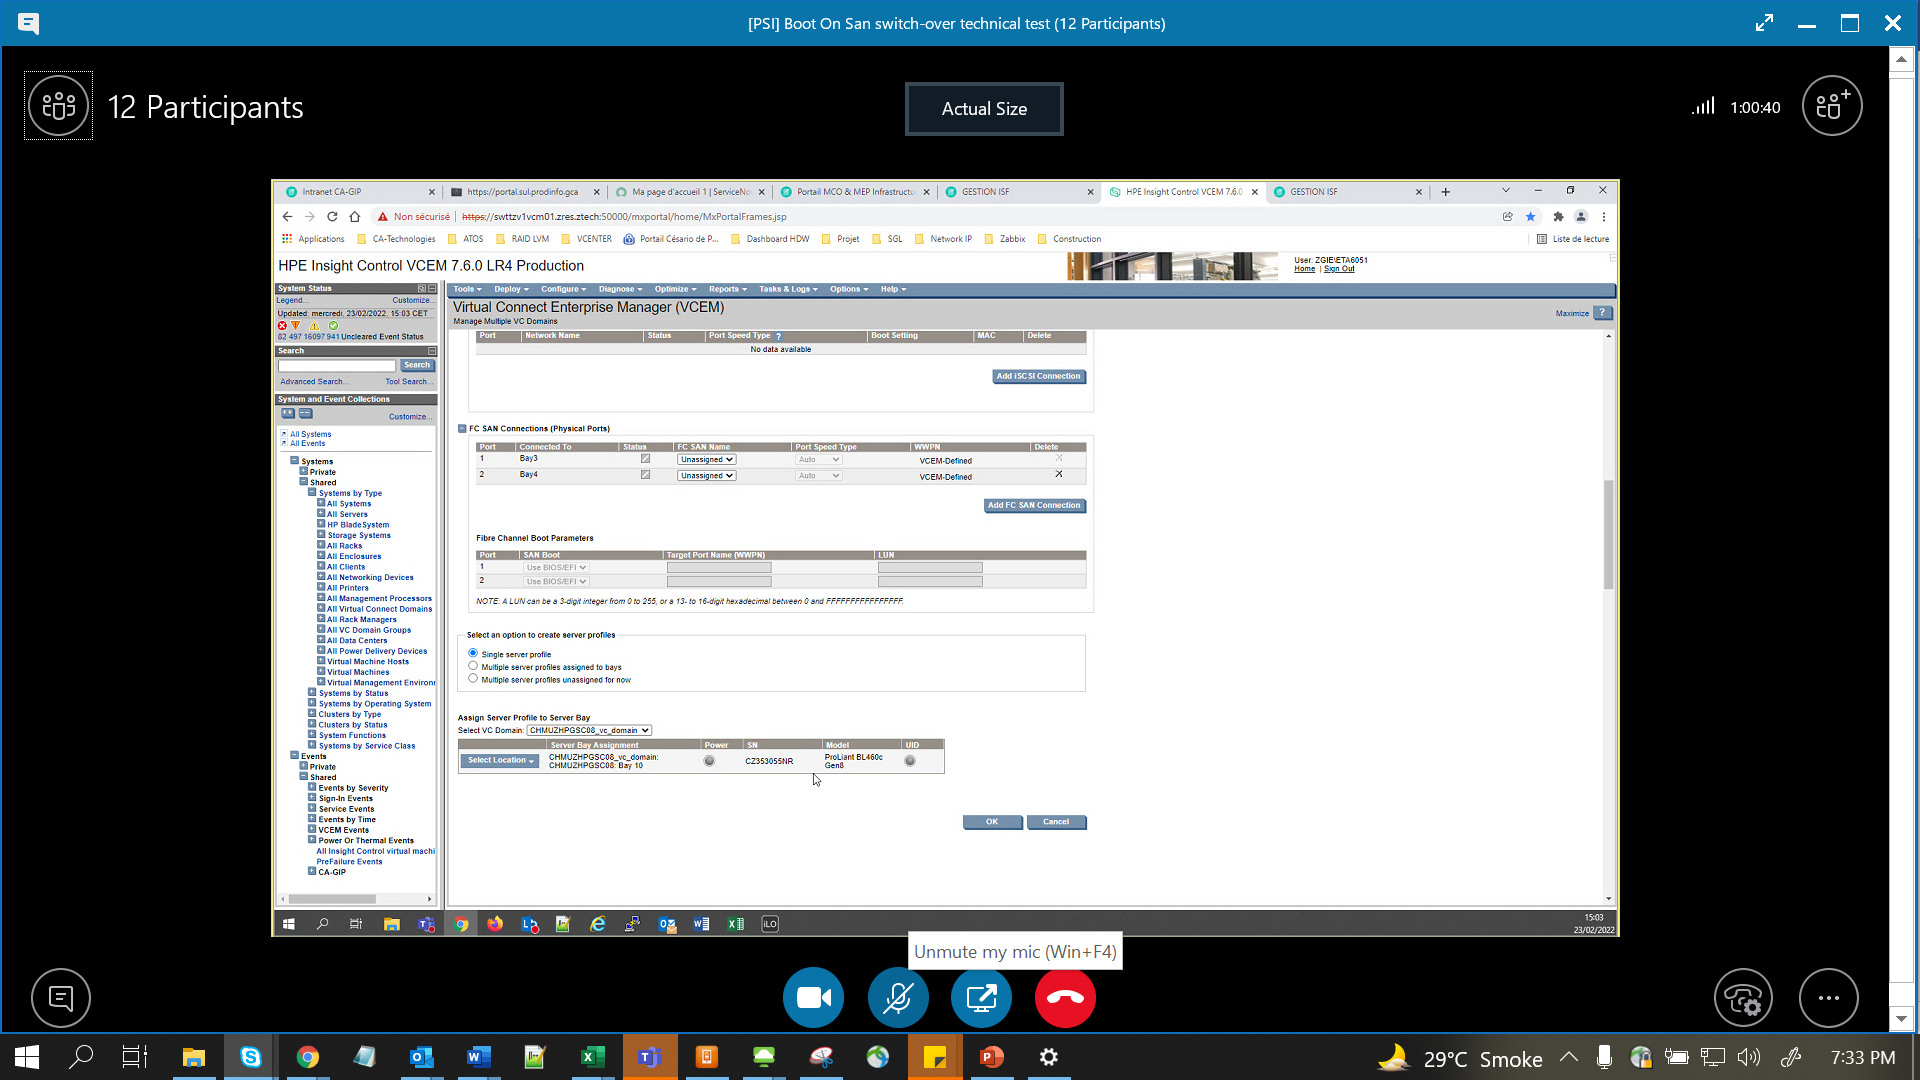 [PSI] Boot On San switch-over technical test (12 Participants)
12 Participants
Actual Size
1:00:40
Intranet CA-GIP
https://portal.sul.prodinfo.gca
Ma page d'accueil 1 | ServiceNo
Portail MCO & MEP Infrastructu
GESTION ISF
HPE Insight Control VCEM 7.6.0
GESTION ISF
Non sécurisé | https://swttzv1vcm01.zres.ztech:50000/mxportal/home/MxPortalFrames.jsp
Applications CA-Technologies ATOS RAID LVM VCENTER Portail Césario de P... Dashboard HDW Projet SGL Network IP Zabbix Construction Liste de lecture
HPE Insight Control VCEM 7.6.0 LR4 Production
User: ZGIE\ETA6051
Home | Sign Out
System Status
Legend... Customize...
Updated: mercredi, 23/02/2022, 15:03 CET
82 497 16097 941 Uncleared Event Status
Search
Search
Advanced Search... Tool Search...
System and Event Collections
Customize...
All Systems
All Events
Systems
Private
Shared
Systems by Type
All Systems
All Servers
HP BladeSystem
Storage Systems
All Racks
All Enclosures
All Clients
All Networking Devices
All Printers
All Management Processors
All Virtual Connect Domains
All Rack Managers
All VC Domain Groups
All Data Centers
All Power Delivery Devices
Virtual Machine Hosts
Virtual Machines
Virtual Management Environm
Systems by Status
Systems by Operating System
Clusters by Type
Clusters by Status
System Functions
Systems by Service Class
Events
Private
Shared
Events by Severity
Sign-In Events
Service Events
Events by Time
VCEM Events
Power Or Thermal Events
All Insight Control virtual machi
PreFailure Events
CA-GIP
Tools Deploy Configure Diagnose Optimize Reports Tasks & Logs Options Help
Virtual Connect Enterprise Manager (VCEM)
Manage Multiple VC Domains
Maximize ?
Port Network Name Status Port Speed Type ? Boot Setting MAC Delete
No data available
Add iSCSI Connection
FC SAN Connections (Physical Ports)
Port Connected To Status FC SAN Name Port Speed Type WWPN Delete
1 Bay3 Unassigned Auto VCEM-Defined
2 Bay4 Unassigned Auto VCEM-Defined
Add FC SAN Connection
Fibre Channel Boot Parameters
Port SAN Boot Target Port Name (WWPN) LUN
1 Use BIOS/EFI
2 Use BIOS/EFI
NOTE: A LUN can be a 3-digit integer from 0 to 255, or a 13- to 16-digit hexadecimal between 0 and FFFFFFFFFFFFFFFF.
Select an option to create server profiles
Single server profile
Multiple server profiles assigned to bays
Multiple server profiles unassigned for now
Assign Server Profile to Server Bay
Select VC Domain: CHMUZHPGSC08_vc_domain
Server Bay Assignment Power SN Model UID
Select Location CHMUZHPGSC08_vc_domain: CZ353055NR ProLiant BL460c
CHMUZHPGSC08: Bay 10 Gen8
OK Cancel
iLO
15:03
23/02/2022
Unmute my mic (Win+F4)
29°C Smoke
7:33 PM